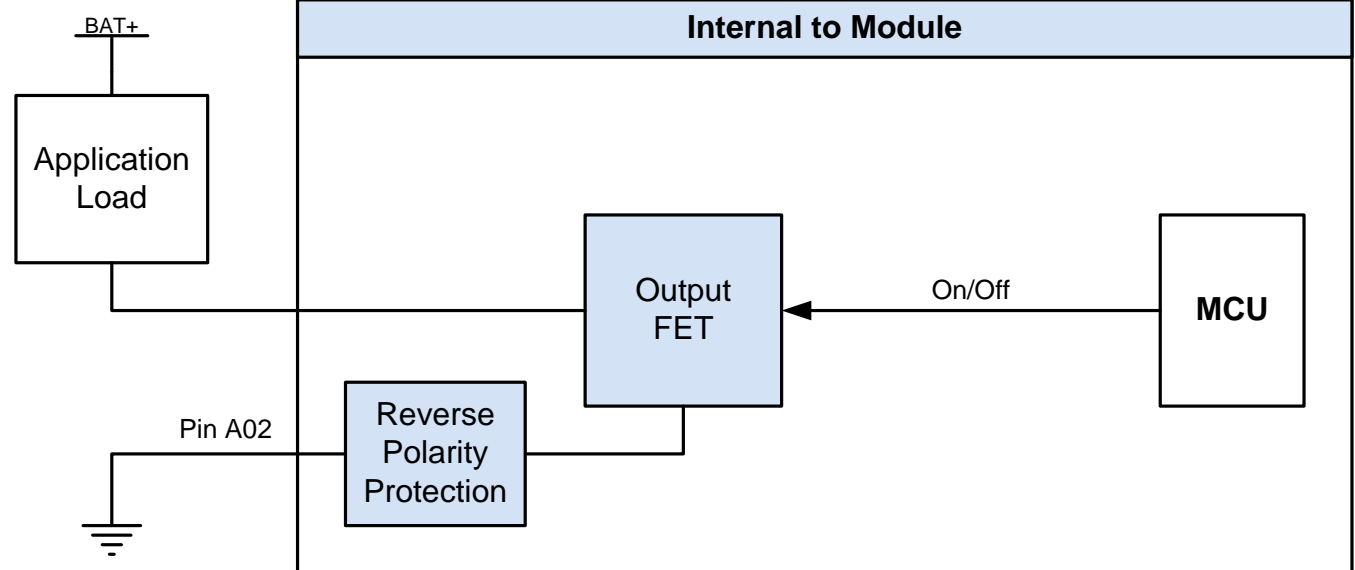 BAT+
Internal to Module
Application
Load
Output
FET
On/Off
MCU
Pin A02
Reverse
Polarity
Protection